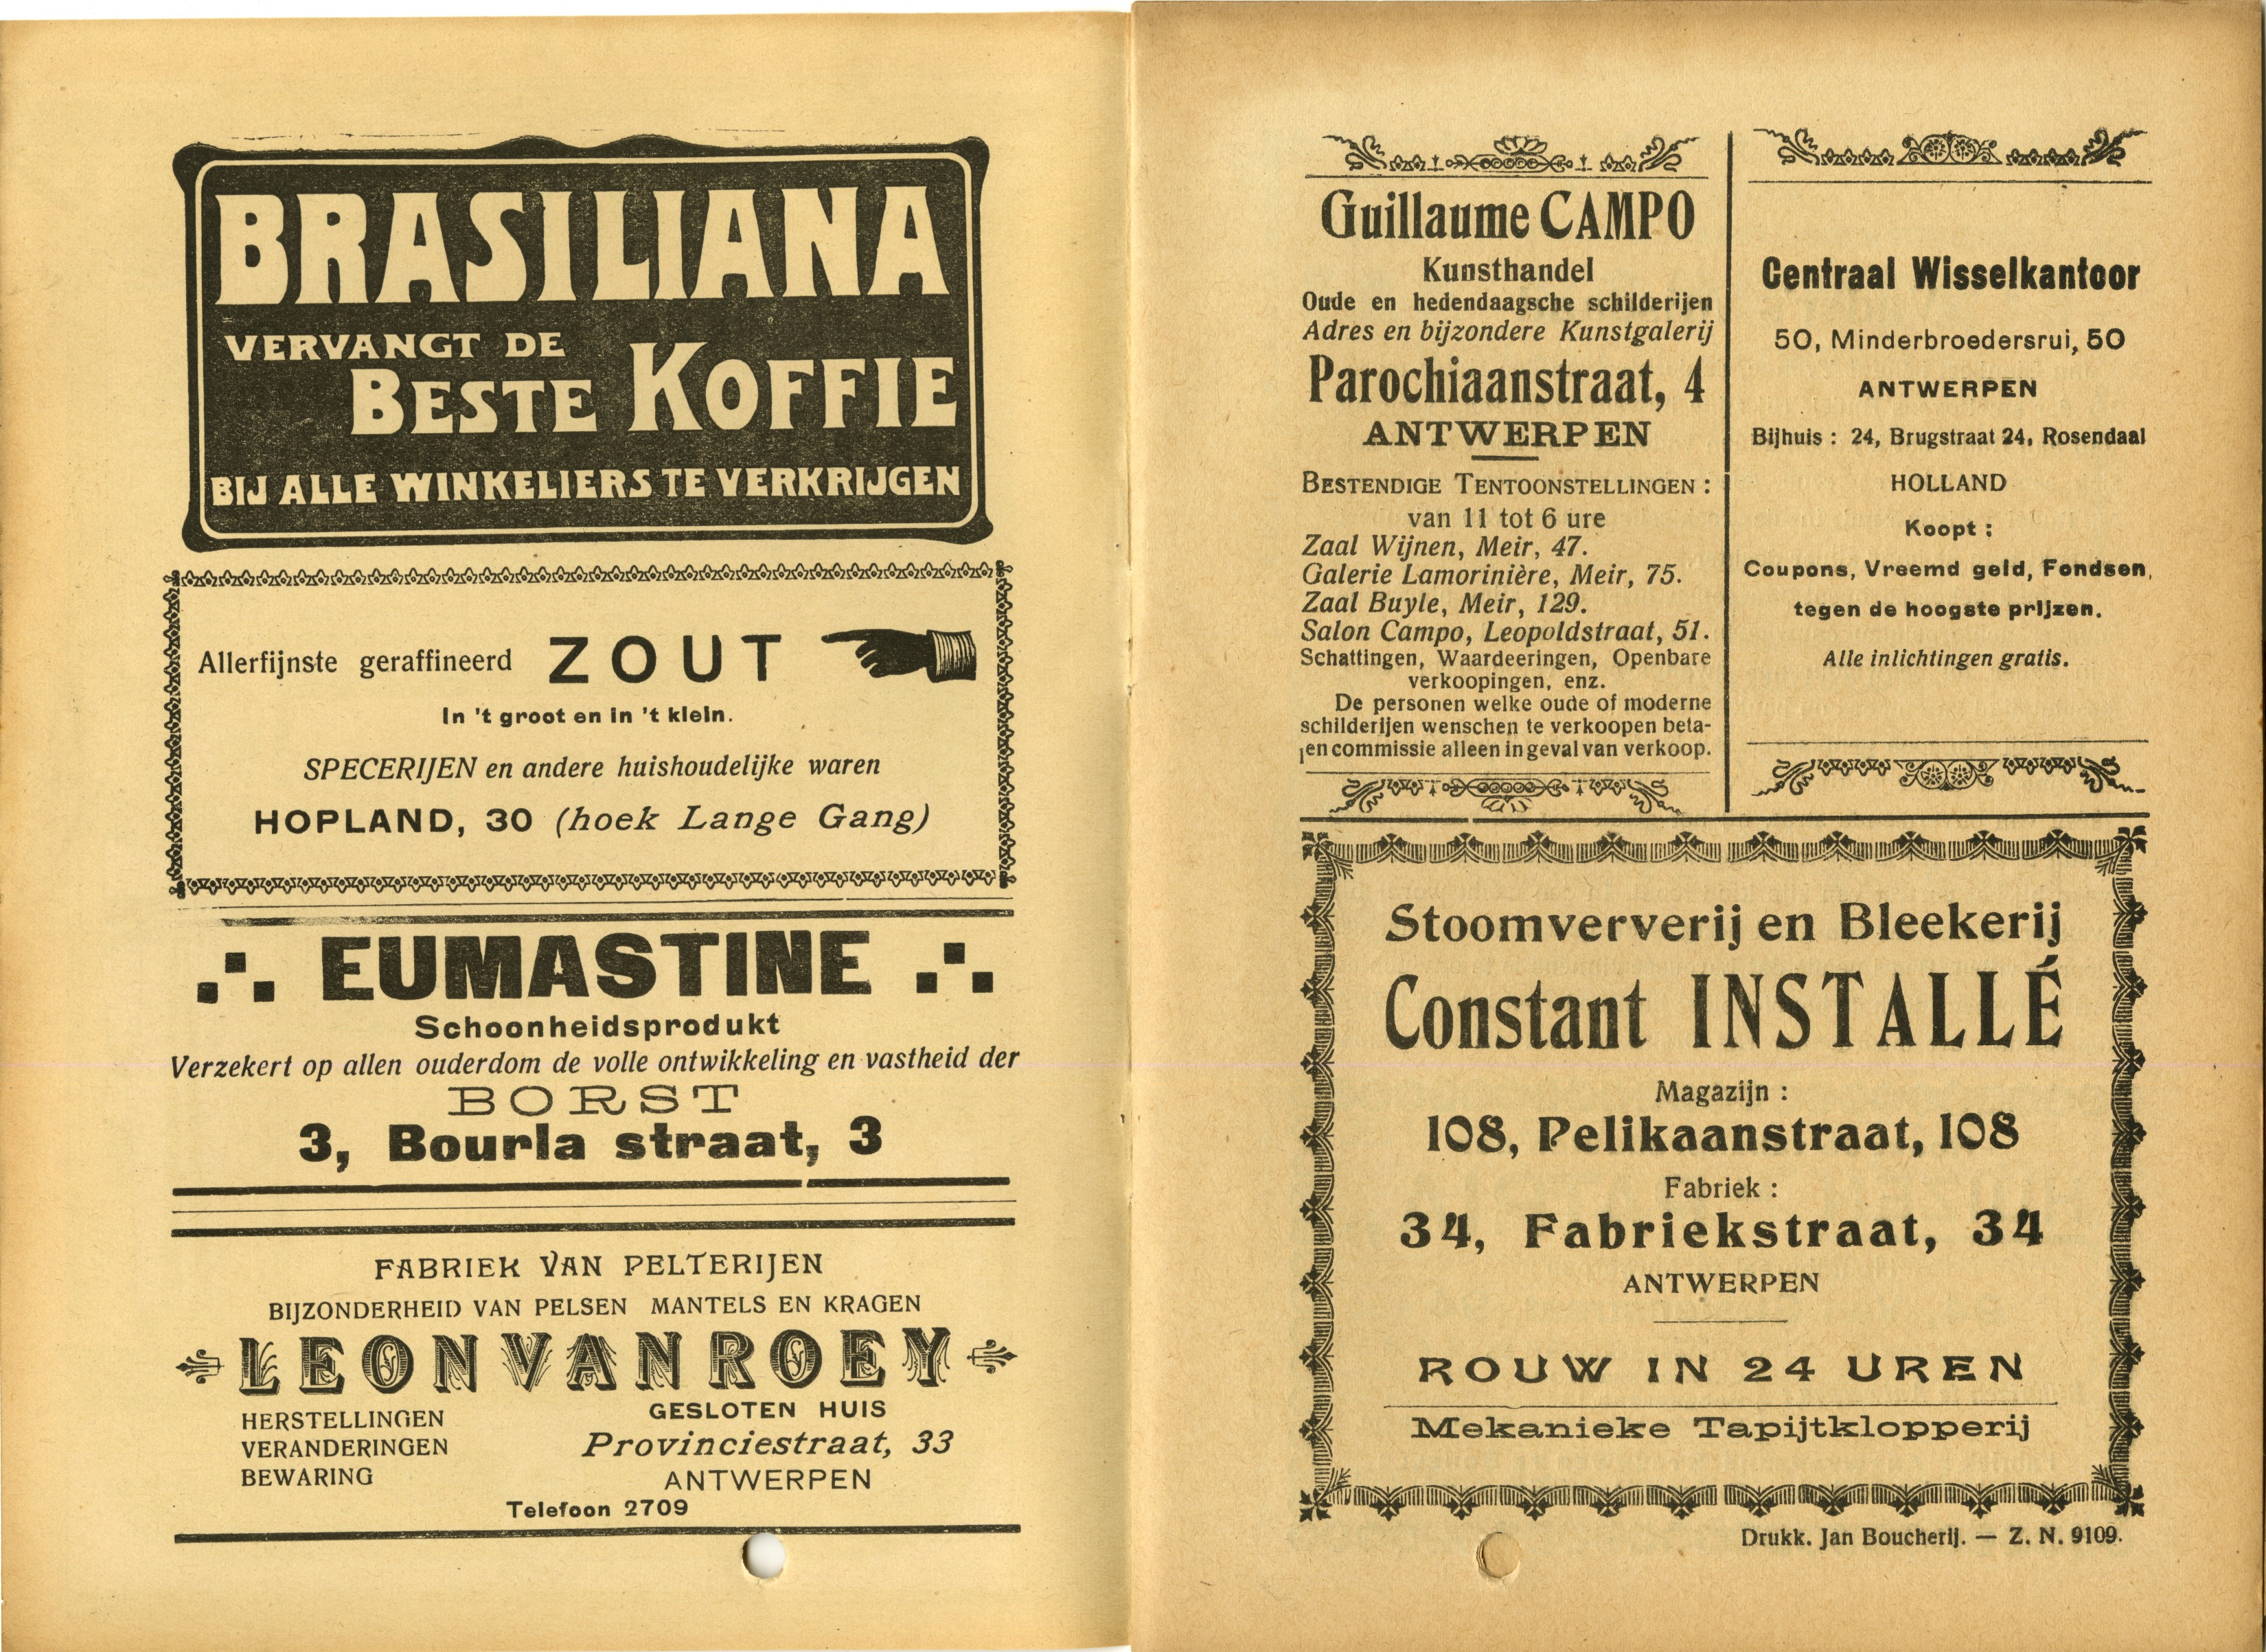 BRASILIANA
VERVANGT DE
BESTE KOFFIE
BIJ ALLE WINKELIERS TE VERKRIJGEN
Allerfijnste geraffineerd ZOUT
In 't groot en in 't klein.
SPECERIJEN en andere huishoudelijke waren
HOPLAND, 30 (hoek Lange Gang)
EUMASTINE
Schoonheidsprodukt
Verzekert op allen ouderdom de volle ontwikkeling en vastheid der
BORST
3, Bourla straat, 3
FABRIEK VAN PELTERIJEN
BIJZONDERHEID VAN PELSEN MANTELS EN KRAGEN
LEON VAN ROEY
HERSTELLINGEN
VERANDERINGEN
BEWARING
GESLOTEN HUIS
Provinciestraat, 33
ANTWERPEN
Telefoon 2709
Guillaume CAMPO
Kunsthandel
Oude en hedendaagsche schilderijen
Adres en bijzondere Kunstgalerij
Parochiaanstraat, 4
ANTWERPEN
BESTENDIGE TENTOONSTELLINGEN :
van 11 tot 6 ure
Zaal Wijnen, Meir, 47.
Galerie Lamorinière, Meir, 75.
Zaal Buyle, Meir, 129.
Salon Campo, Leopoldstraat, 51.
Schattingen, Waardeeringen, Openbare
verkoopingen, enz.
De personen welke oude of moderne
schilderijen wenschen te verkoopen beta-
len commissie alleen in geval van verkoop.
Centraal Wisselkantoor
50, Minderbroedersrui, 50
ANTWERPEN
Bijhuis : 24, Brugstraat 24, Rosendaal
HOLLAND
Koopt :
Coupons, Vreemd geld, Fondsen,
tegen de hoogste prijzen.
Alle inlichtingen gratis.
Stoomververij en Bleekerij
Constant INSTALLÉ
Magazijn :
108, Pelikaanstraat, 108
Fabriek :
34, Fabriekstraat, 34
ANTWERPEN
ROUW IN 24 UREN
Mekanieke Tapijtklopperij
Drukk. Jan Boucherij. — Z. N. 9109.